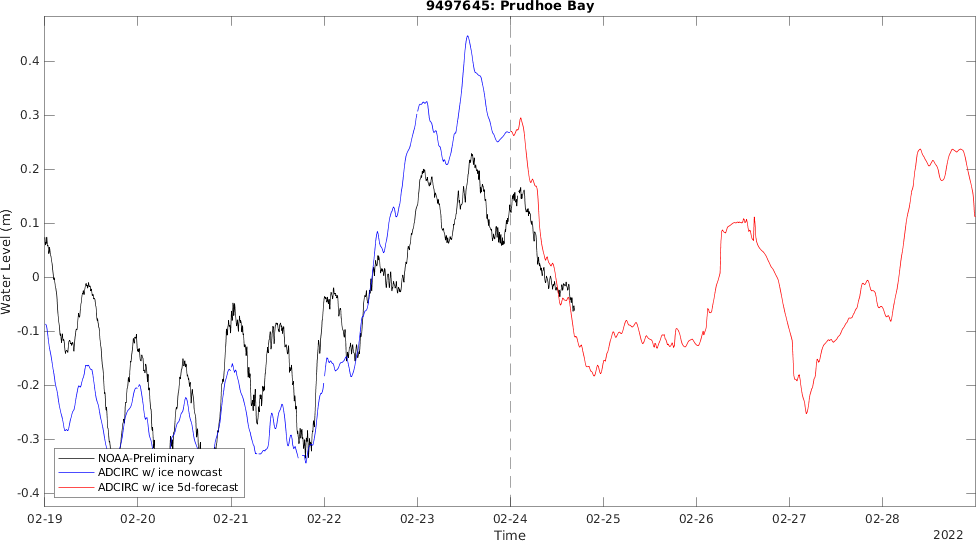 9497645: Prudhoe Bay
Water Level (m)
0.4
0.3
0.2
0.1
0
-0.1
-0.2
-0.3
-0.4
NOAA-Preliminary
ADCIRC w/ ice nowcast
ADCIRC w/ ice 5d-forecast
02-19 02-20 02-21 02-22 02-23 02-24 02-25 02-26 02-27 02-28
Time
2022